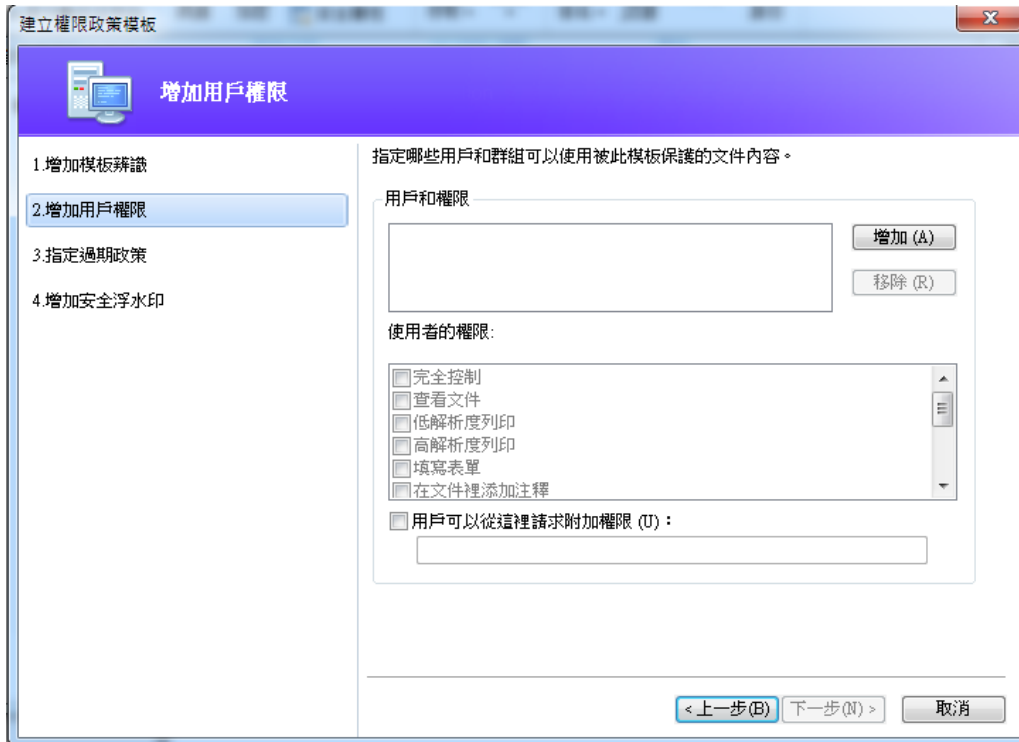 建立權限政策模板
增加用戶權限
1.增加模板辨識
2.增加用戶權限
3.指定過期政策
4.增加安全浮水印
指定哪些用戶和群組可以使用被此模板保護的文件內容。
用戶和權限
增加 (A)
移除 (R)
使用者的權限:
完全控制
查看文件
低解析度列印
高解析度列印
填寫表單
在文件裡添加注釋
用戶可以從這裡請求附加權限 (U)：
<上一步(B)
下一步(N) >
取消